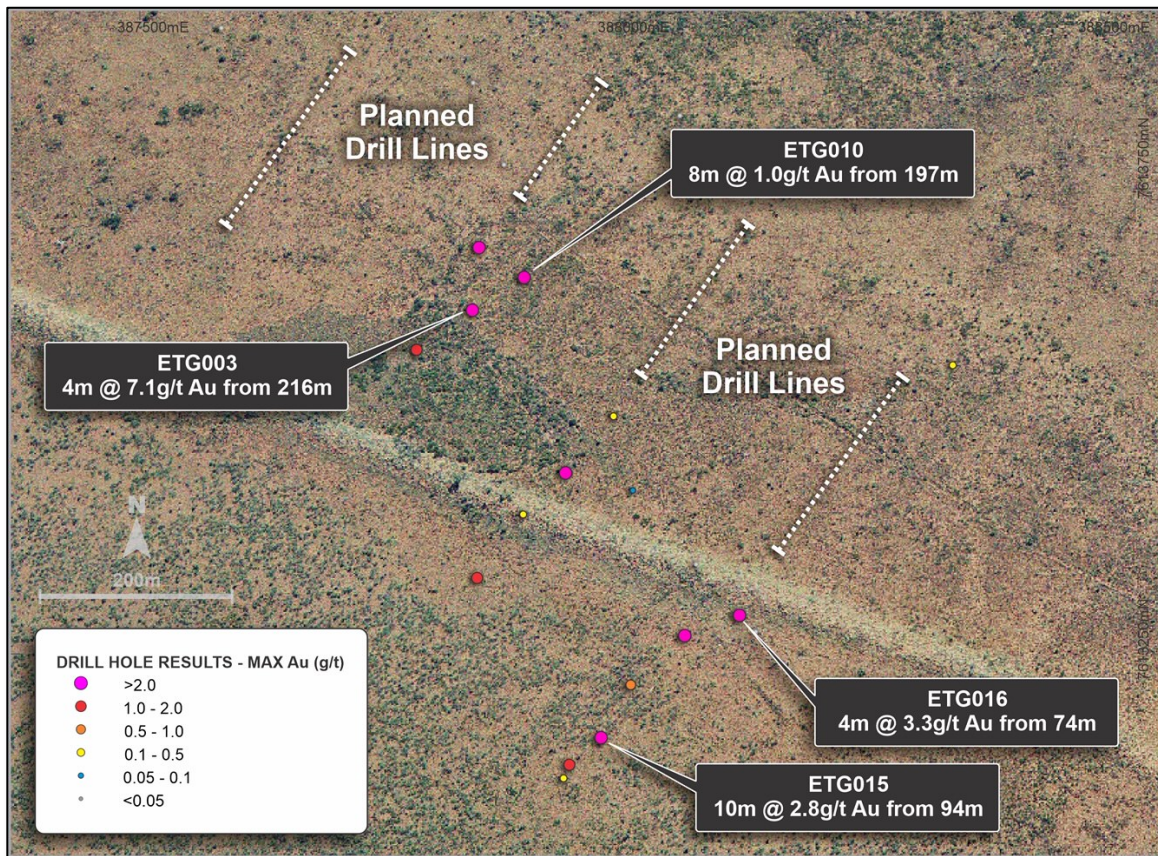 387500mE
Planned
Drill Lines
ETG010
8m @ 1.0g/t Au from 197m
ETG003
4m @ 7.1g/t Au from 216m
Planned
Drill Lines
N
200m
DRILL HOLE RESULTS - MAX Au (g/t)
>2.0
1.0 - 2.0
0.5 - 1.0
0.1 - 0.5
0.05 - 0.1
<0.05
ETG016
4m @ 3.3g/t Au from 74m
ETG015
10m @ 2.8g/t Au from 94m